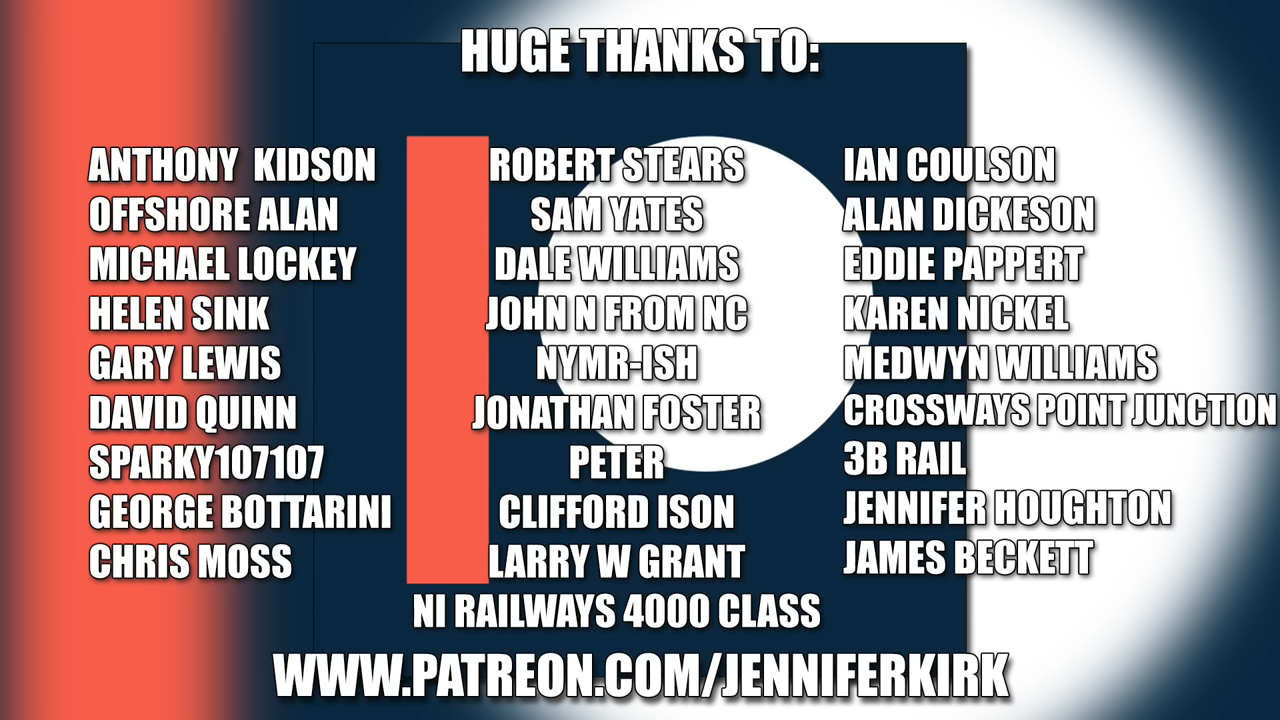 HUGE THANKS TO:
ANTHONY KIDSON
OFFSHORE ALAN
MICHAEL LOCKEY
HELEN SINK
GARY LEWIS
DAVID QUINN
SPARKY107107
GEORGE BOTTARINI
CHRIS MOSS
ROBERT STEARS
SAM YATES
DALE WILLIAMS
JOHN N FROM NC
NYMR-ISH
JONATHAN FOSTER
PETER
CLIFFORD ISON
LARRY W GRANT
NI RAILWAYS 4000 CLASS
IAN COULSON
ALAN DICKESON
EDDIE PAPPERT
KAREN NICKEL
MEDWYN WILLIAMS
CROSSWAYS POINT JUNCTION
3B RAIL
JENNIFER HOUGHTON
JAMES BECKETT
WWW.PATREON.COM/JENNIFERKIRK